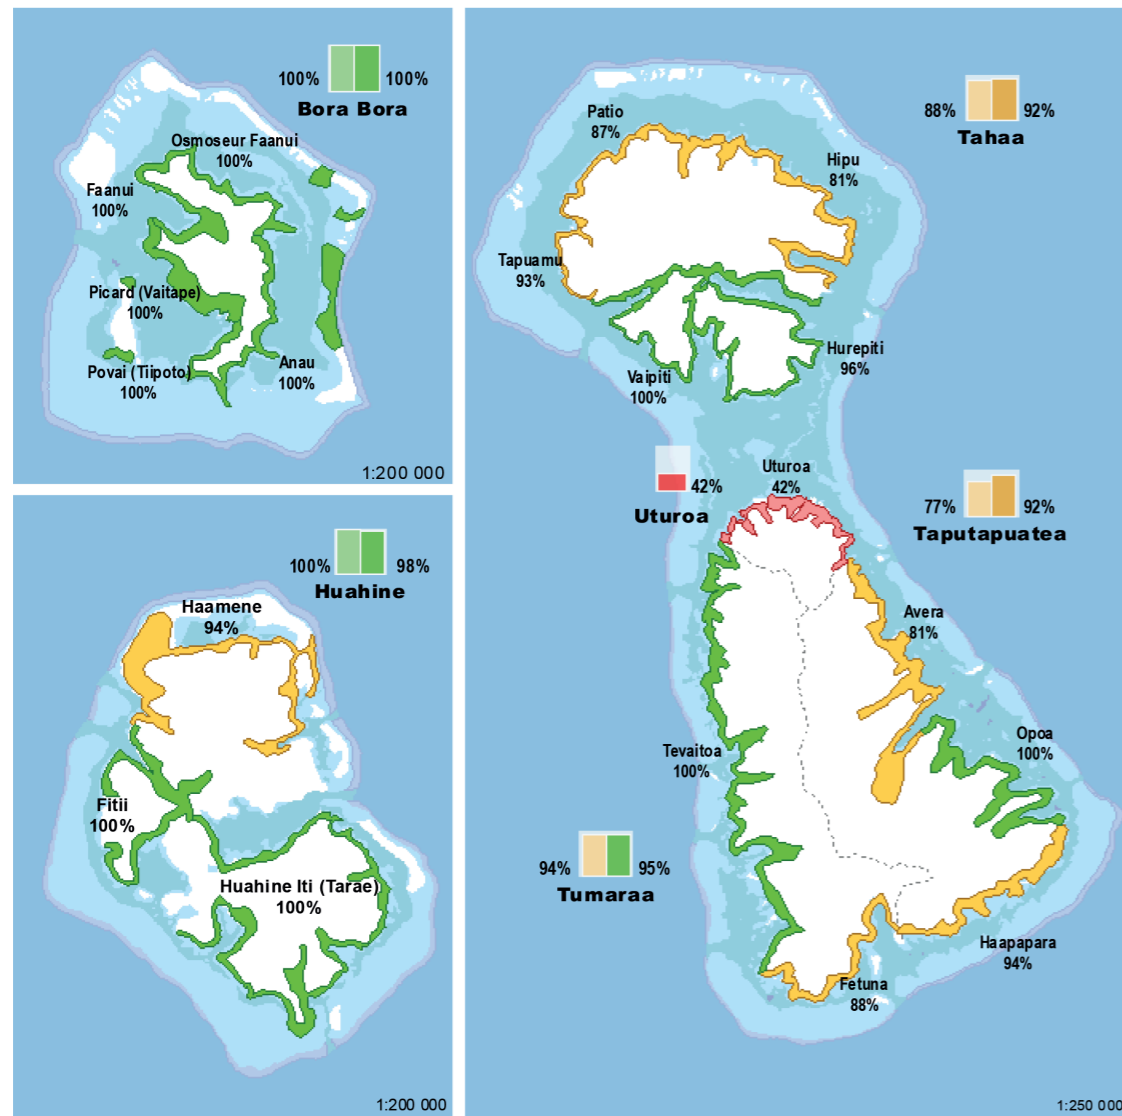 100% 100%
Bora Bora
Osmoseur Faanui
100%
Faanui
100%
Picard (Vaitape)
100%
Povai (Tiipoto)
100%
Anau
100%
1:200 000
100% 98%
Huahine
Haamene
94%
Fitii
100%
Huahine Iti (Tarae)
100%
1:200 000
88% 92%
Tahaa
Patio
87%
Hipu
81%
Tapuamu
93%
Hurepiti
96%
Vaipiti
100%
42%
Uturoa
Uturoa
42%
77% 92%
Taputapuatea
Avera
81%
Opoa
100%
Tevaitoa
100%
94% 95%
Tumaraa
Haapapara
94%
Fetuna
88%
1:250 000